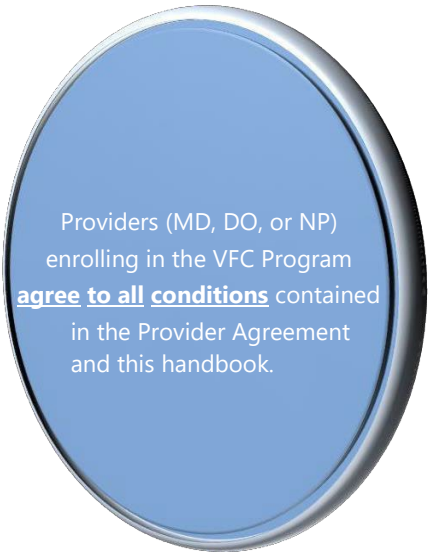 Providers (MD, DO, or NP)
enrolling in the VFC Program
agree to all conditions contained
in the Provider Agreement
and this handbook.